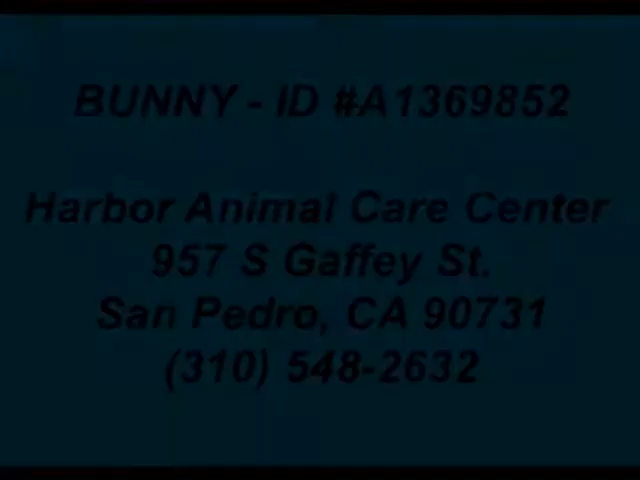 BUNNY - ID #A1369852
Harbor Animal Care Center
957 S Gaffey St.
San Pedro, CA 90731
(310) 548-2632